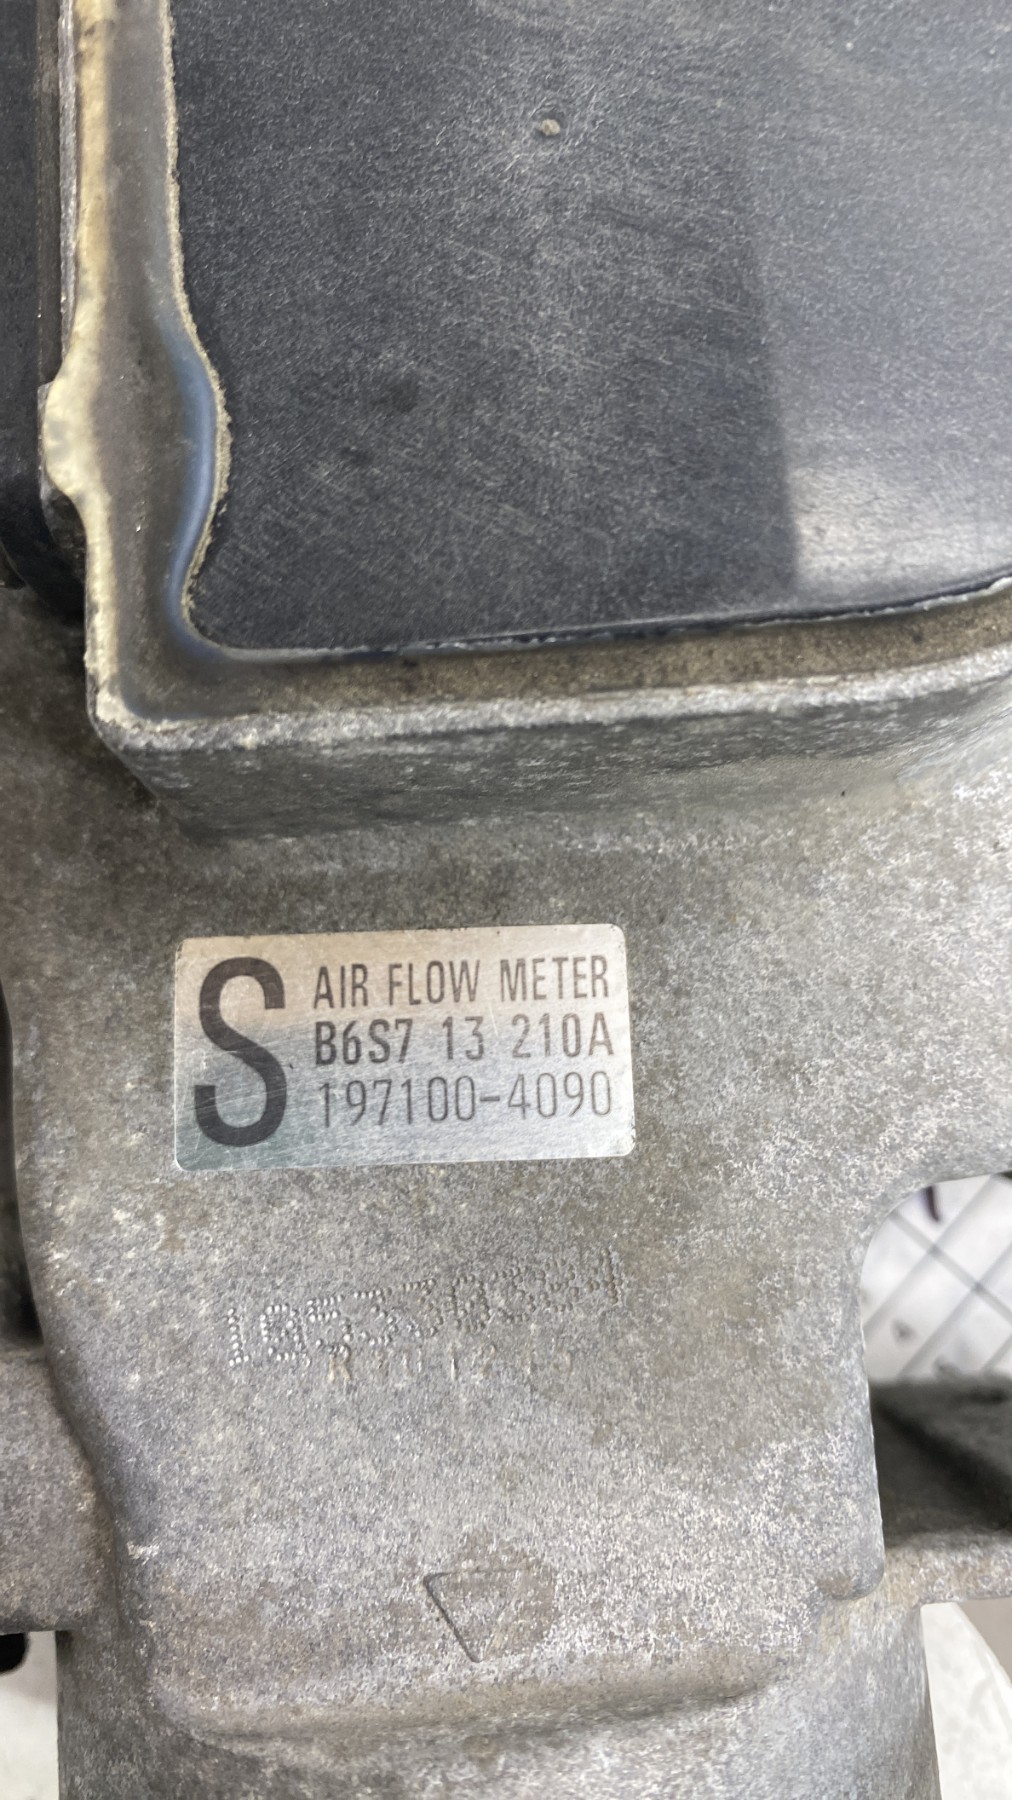 S
AIR FLOW METER
B6S7 13 210A
197100-4090